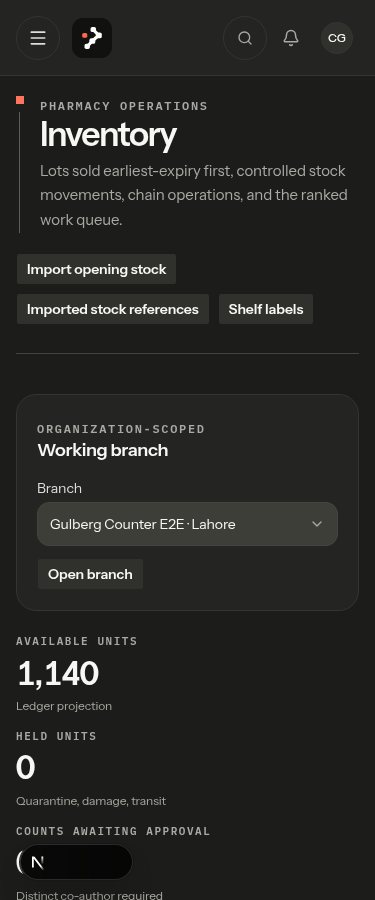 CG
PHARMACY OPERATIONS
Inventory
Lots sold earliest-expiry first, controlled stock
movements, chain operations, and the ranked
work queue.
Import opening stock
Imported stock references
Shelf labels
ORGANIZATION-SCOPED
Working branch
Branch
Gulberg Counter E2E · Lahore
Open branch
AVAILABLE UNITS
1,140
Ledger projection
HELD UNITS
0
Quarantine, damage, transit
COUNTS AWAITING APPROVAL
N
Distinct co-author required